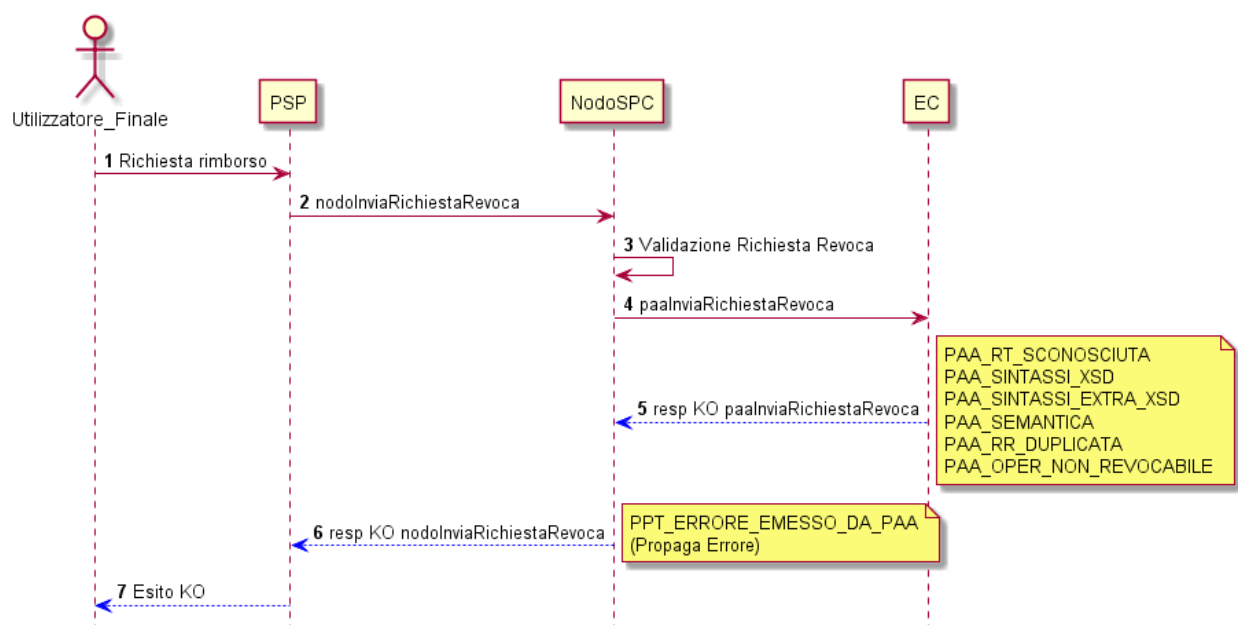 Utilizzatore_Finale
PSP
NodoSPC
EC
1 Richiesta rimborso
2 nodoInviaRichiestaRevoca
3 Validazione Richiesta Revoca
4 paaInviaRichiestaRevoca
PAA_RT_SCONOSCIUTA
PAA_SINTASSI_XSD
PAA_SINTASSI_EXTRA_XSD
PAA_SEMANTICA
PAA_RR_DUPLICATA
PAA_OPER_NON_REVOCABILE
5 resp KO paaInviaRichiestaRevoca
PPT_ERRORE_EMESSO_DA_PAA
(Propaga Errore)
6 resp KO nodoInviaRichiestaRevoca
7 Esito KO